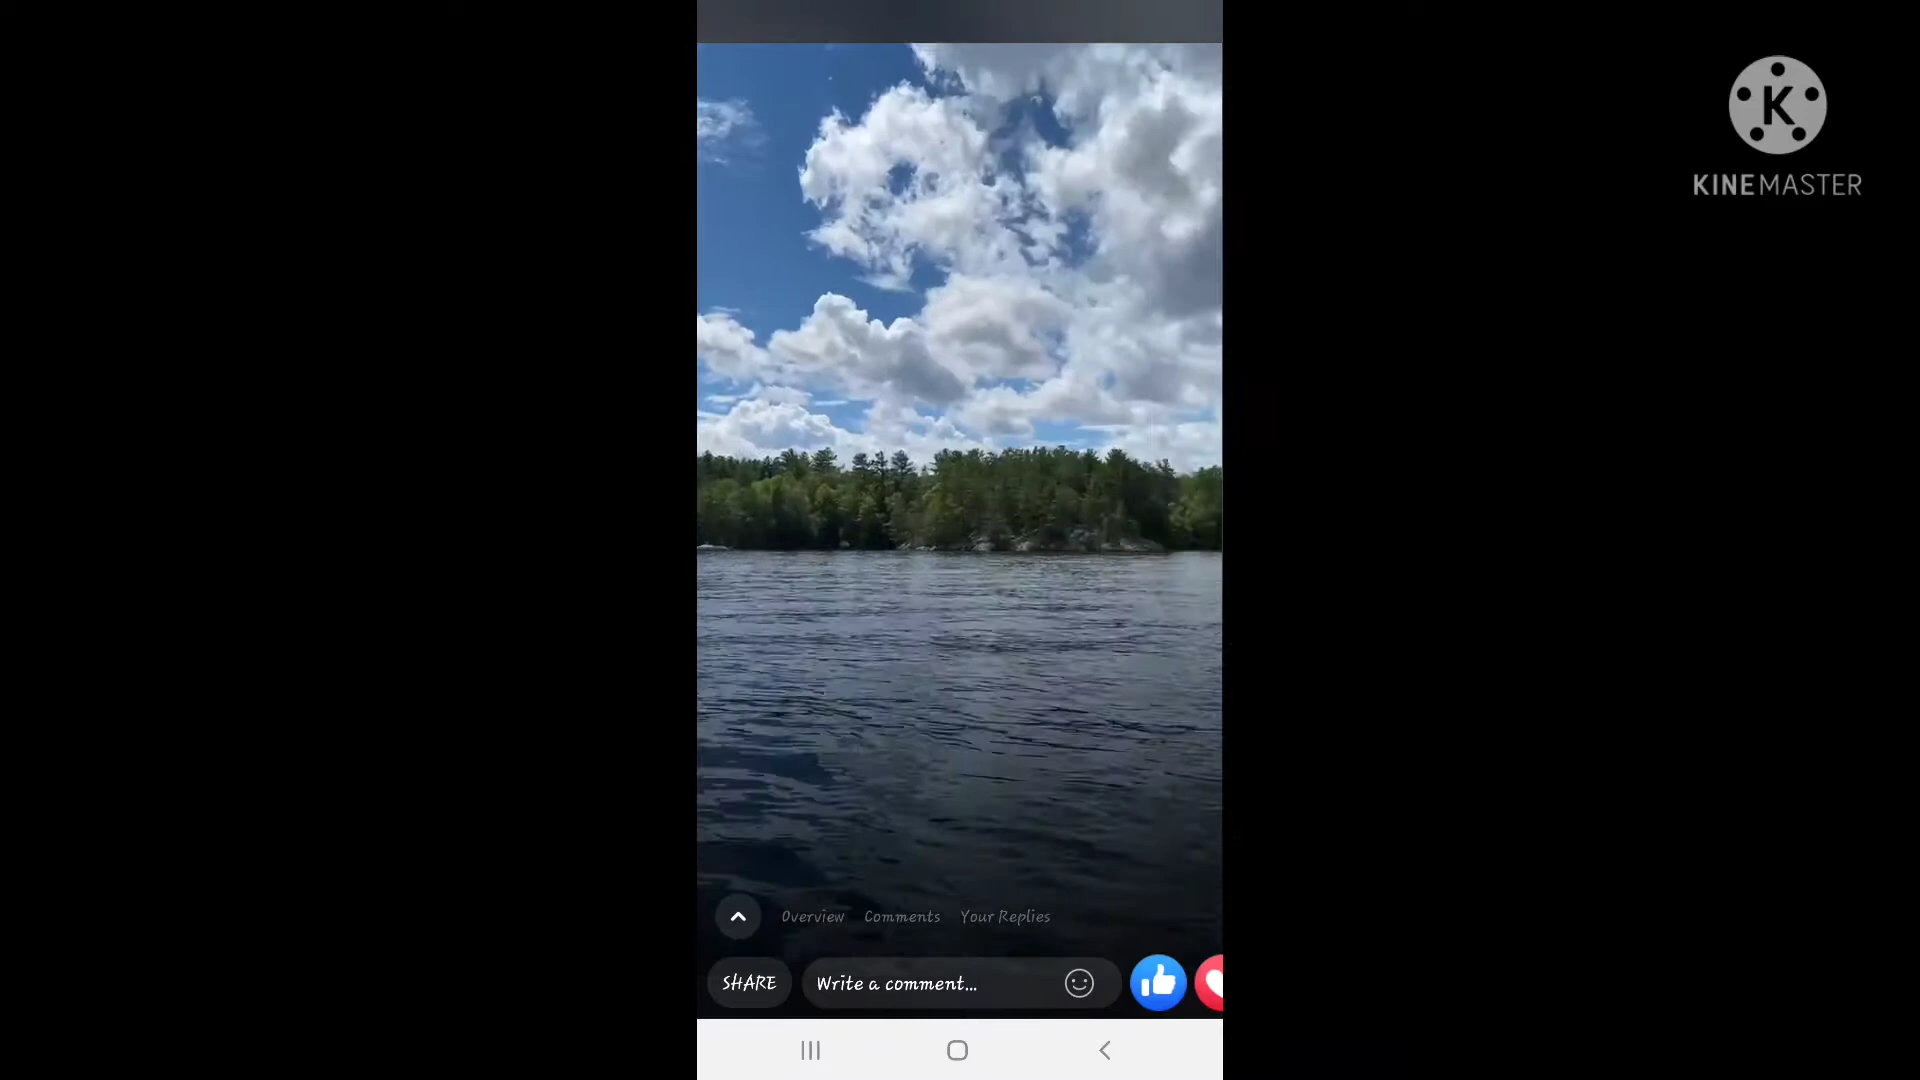 K
KINEMASTER
Overview Comments Your Replies
SHARE Write a comment...